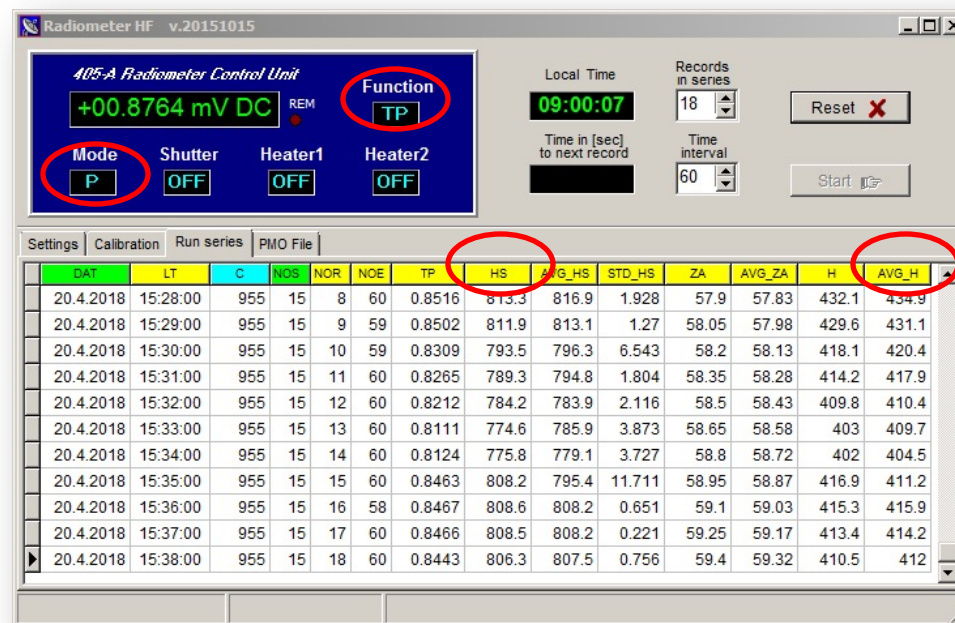 Radiometer HF v.20151015
405-A Radiometer Control Unit
+00.8764 mV DC REM
Function
TP
Mode Shutter Heater1 Heater2
P OFF OFF OFF
Local Time
09:00:07
Time in [sec]
to next record
Records
in series
18
Time
interval
60
Reset
Start
Settings Calibration Run series PMO File
DAT LT C NOS NOR NOE TP HS AVG_HS STD_HS ZA AVG_ZA H AVG_H
20.4.2018 15:28:00 955 15 8 60 0.8516 813.3 816.9 1.928 57.9 57.83 432.1 434.9
20.4.2018 15:29:00 955 15 9 59 0.8502 811.9 813.1 1.27 58.05 57.98 429.6 431.1
20.4.2018 15:30:00 955 15 10 59 0.8309 793.5 796.3 6.543 58.2 58.13 418.1 420.4
20.4.2018 15:31:00 955 15 11 60 0.8265 789.3 794.8 1.804 58.35 58.28 414.2 417.9
20.4.2018 15:32:00 955 15 12 60 0.8212 784.2 783.9 2.116 58.5 58.43 409.8 410.4
20.4.2018 15:33:00 955 15 13 60 0.8111 774.6 785.9 3.873 58.65 58.58 403 409.7
20.4.2018 15:34:00 955 15 14 60 0.8124 775.8 779.1 3.727 58.8 58.72 402 404.5
20.4.2018 15:35:00 955 15 15 60 0.8463 808.2 795.4 11.711 58.95 58.87 416.9 411.2
20.4.2018 15:36:00 955 15 16 58 0.8467 808.6 808.2 0.651 59.1 59.03 415.3 415.9
20.4.2018 15:37:00 955 15 17 60 0.8466 808.5 808.2 0.221 59.25 59.17 413.4 414.2
20.4.2018 15:38:00 955 15 18 60 0.8443 806.3 807.5 0.756 59.4 59.32 410.5 412